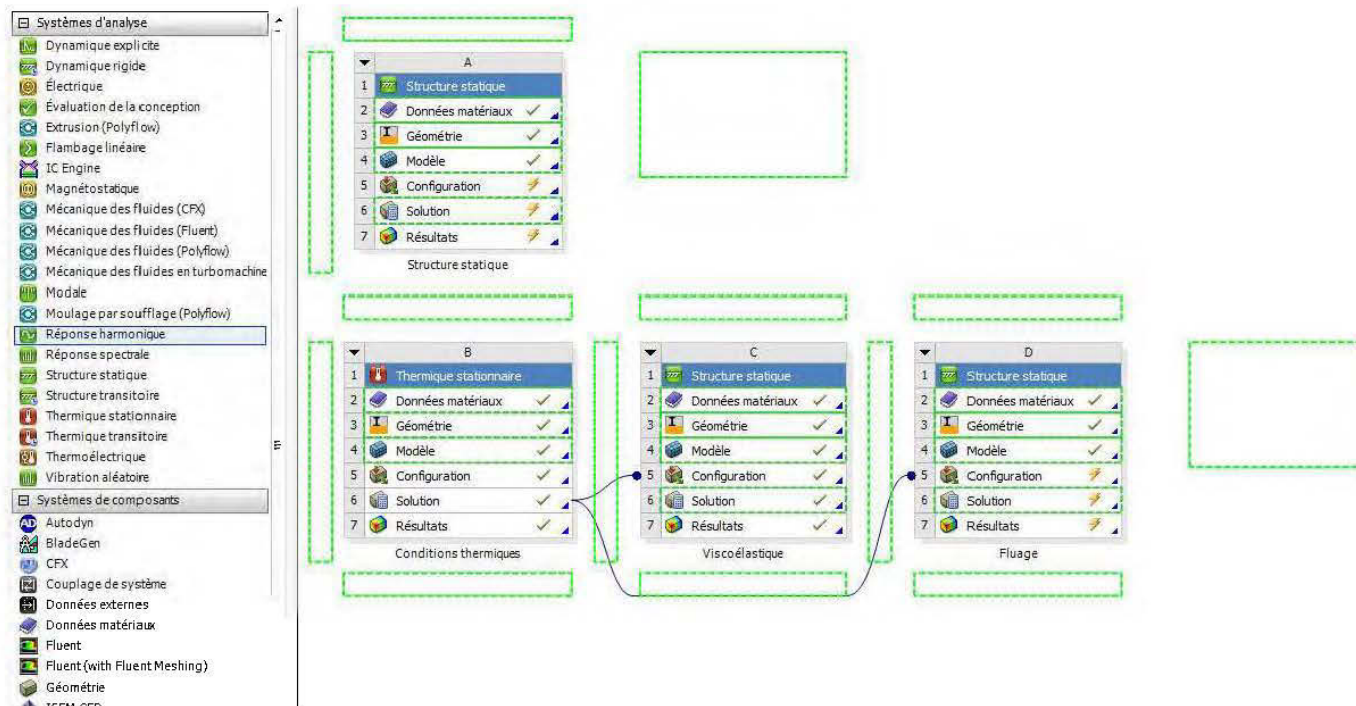 Systèmes d'analyse
Dynamique explicite
Dynamique rigide
Électrique
Évaluation de la conception
Extrusion (Polyflow)
Flambage linéaire
IC Engine
Magnétostatique
Mécanique des fluides (CFX)
Mécanique des fluides (Fluent)
Mécanique des fluides (Polyflow)
Mécanique des fluides en turbomachine
Modale
Moulage par soufflage (Polyflow)
Réponse harmonique
Réponse spectrale
Structure statique
Structure transitoire
Thermique stationnaire
Thermique transitoire
Thermoélectrique
Vibration aléatoire
Systèmes de composants
AD Autodyn
BladeGen
CFX
Couplage de système
Données externes
Données matériaux
Fluent
Fluent (with Fluent Meshing)
Géométrie
A
1 Structure statique
2 Données matériaux
3 Géométrie
4 Modèle
5 Configuration
6 Solution
7 Résultats
Structure statique
B
1 Thermique stationnaire
2 Données matériaux
3 Géométrie
4 Modèle
5 Configuration
6 Solution
7 Résultats
Conditions thermiques
C
1 Structure statique
2 Données matériaux
3 Géométrie
4 Modèle
5 Configuration
6 Solution
7 Résultats
Viscoélastique
D
1 Structure statique
2 Données matériaux
3 Géométrie
4 Modèle
5 Configuration
6 Solution
7 Résultats
Fluage